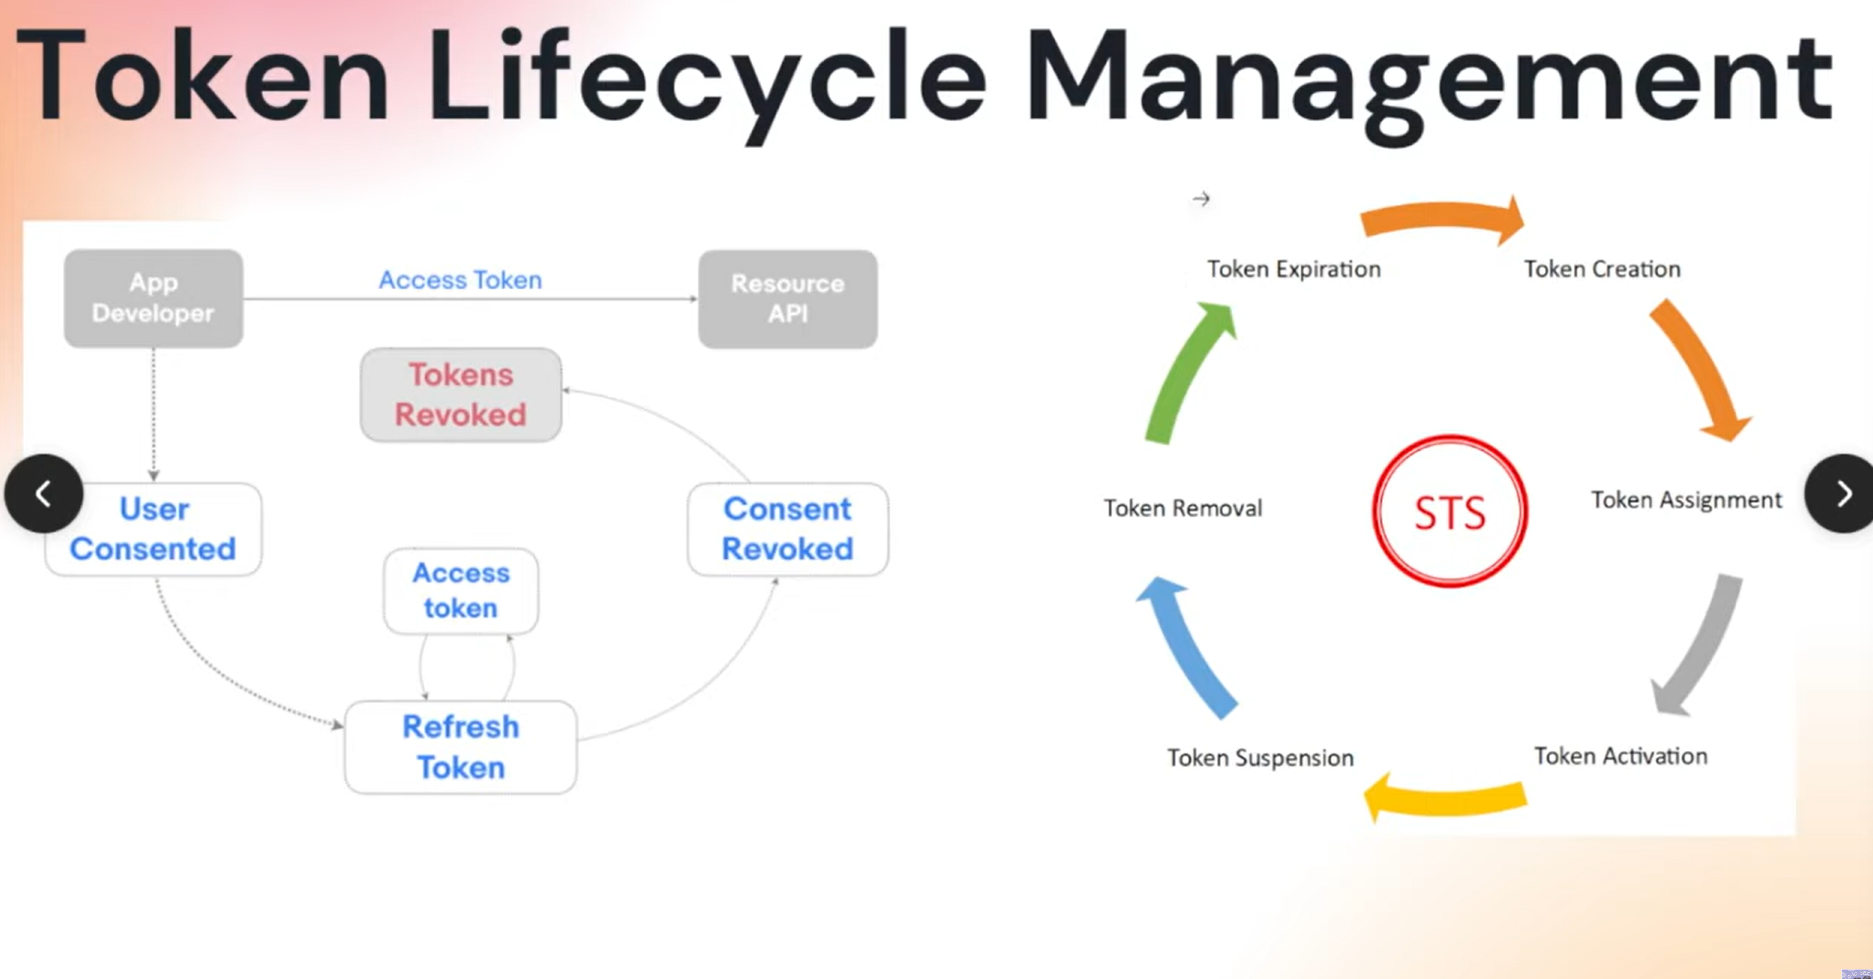 Token Lifecycle Management
App
Developer
Access Token
Resource
API
Tokens
Revoked
User
Consented
Consent
Revoked
Access
token
Refresh
Token
Token Expiration
Token Creation
Token Removal
STS
Token Assignment
Token Suspension
Token Activation